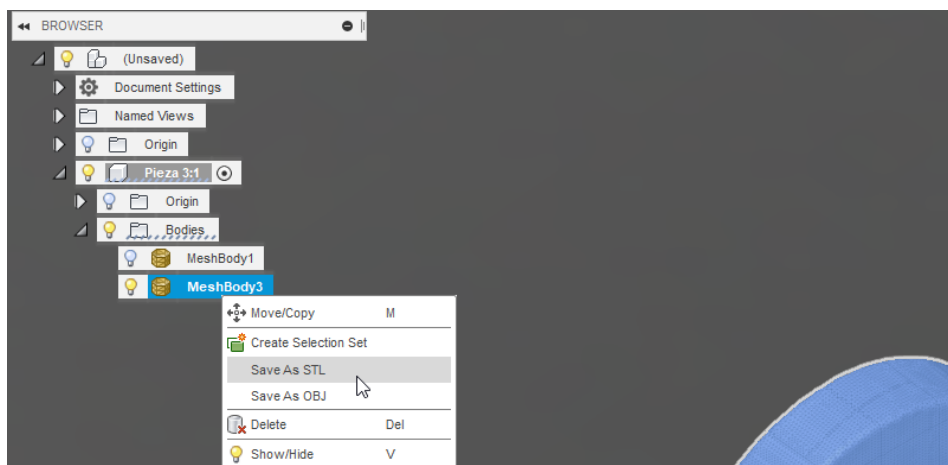 BROWSER
(Unsaved)
Document Settings
Named Views
Origin
Pieza 3:1
Origin
Bodies
MeshBody1
MeshBody3
Move/Copy M
Create Selection Set
Save As STL
Save As OBJ
Delete Del
Show/Hide V